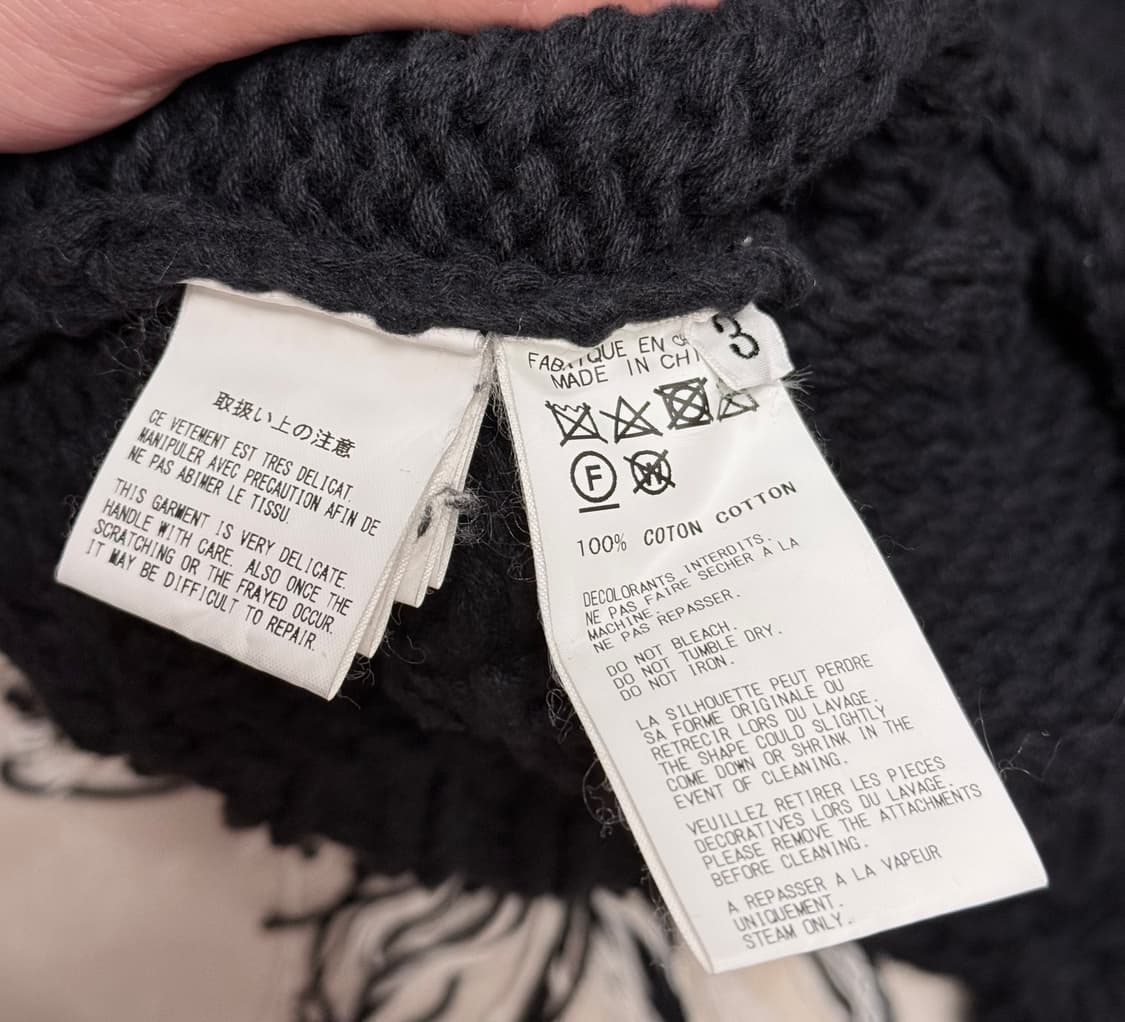 取扱い上の注意
CE VETEMENT EST TRES DELICAT.
MANIPULER AVEC PRECAUTION AFIN DE
NE PAS ABIMER LE TISSU.
THIS GARMENT IS VERY DELICATE.
HANDLE WITH CARE. ALSO ONCE THE
SCRATCHING OR THE FRAYED OCCUR.
IT MAY BE DIFFICULT TO REPAIR.
3
EN
MADE IN
F
W
100% COTON COTTON
DECOLORANTS INTERDITS.
NE PAS FAIRE SECHER A LA
MACHINE.
NE PAS REPASSER.
DO NOT BLEACH.
DO NOT TUMBLE DRY.
DO NOT IRON.
LA SILHOUETTE PEUT PERDRE
SA FORME ORIGINALE OU
RETRECIR LORS DU LAVAGE.
THE SHAPE COULD SLIGHTLY
COME DOWN OR SHRINK IN THE
EVENT OF CLEANING.
VEUILLEZ RETIRER LES PIECES
DECORATIVES LORS DU LAVAGE.
PLEASE REMOVE THE ATTACHMENTS
BEFORE CLEANING.
A REPASSER A LA VAPEUR
UNIQUEMENT.
STEAM ONLY.